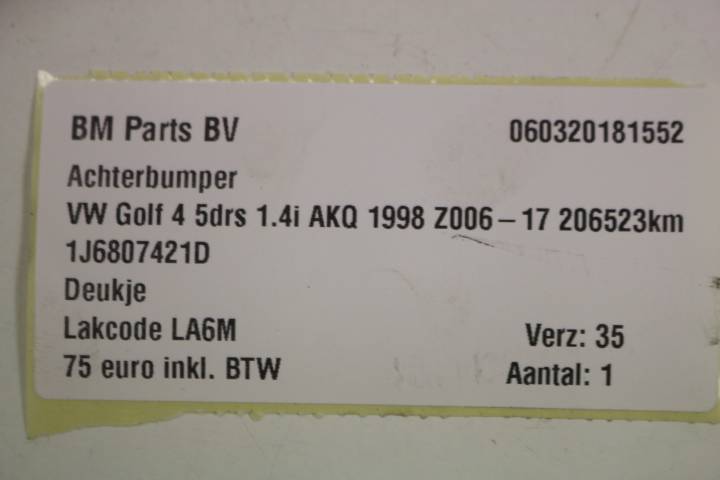 BM Parts BV 060320181552
Achterbumper
VW Golf 4 5drs 1.4i AKQ 1998 Z006-17 206523km
1J6807421D
Deukje
Lakcode LA6M Verz: 35
75 euro inkl. BTW Aantal: 1